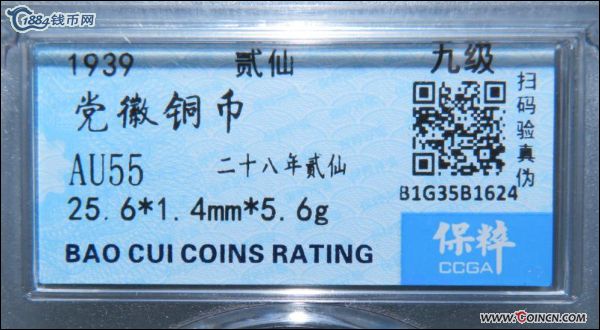 1884钱币网
1939 贰仙 九级
党徽铜币
AU55 二十八年贰仙
25.6*1.4mm*5.6g
BAO CUI COINS RATING
扫码验真伪
B1G35B1624
保粹
CCGA
www.COINCN.com